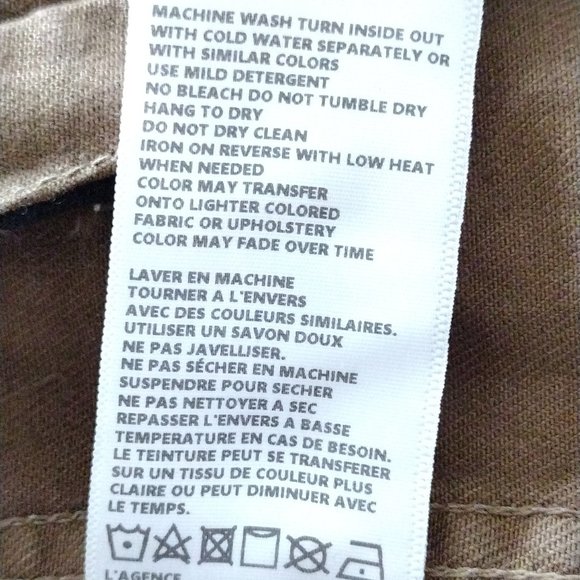 MACHINE WASH TURN INSIDE OUT
WITH COLD WATER SEPARATELY OR
WITH SIMILAR COLORS
USE MILD DETERGENT
NO BLEACH DO NOT TUMBLE DRY
HANG TO DRY
DO NOT DRY CLEAN
IRON ON REVERSE WITH LOW HEAT
WHEN NEEDED
COLOR MAY TRANSFER
ONTO LIGHTER COLORED
FABRIC OR UPHOLSTERY
COLOR MAY FADE OVER TIME
LAVER EN MACHINE
TOURNER A L'ENVERS
AVEC DES COULEURS SIMILAIRES.
UTILISER UN SAVON DOUX
NE PAS JAVELLISER.
NE PAS SÉCHER EN MACHINE
SUSPENDRE POUR SECHER
NE PAS NETTOYER A SEC
REPASSER L'ENVERS A BASSE
TEMPERATURE EN CAS DE BESOIN.
LE TEINTURE PEUT SE TRANSFERER
SUR UN TISSU DE COULEUR PLUS
CLAIRE OU PEUT DIMINUER AVEC
LE TEMPS.
L'AGENCE